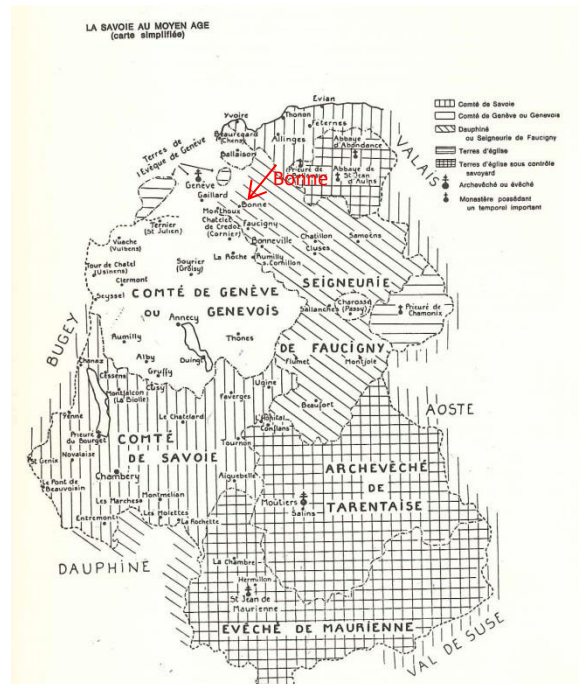 LA SAVOIE AU MOYEN AGE
(carte simplifiée)
Comté de Savoie
Comté de Genève ou Genevois
Dauphiné
ou Seigneurie de Faucigny
Terres d'église
Terres d'église sous contrôle
savoyard
Archevêché ou évêché
Monastère possédant
un temporel important
Evian
Yvoire
Thonon
Féternes
Beauregard
(Chens)
Allinges
Abbaye
d'Abondance
Ballaison
VALAIS
Terres de
l'Evêque de Genève
Prieuré de
Abbaye de
St Jean
d'Aulps
Bonne
Genève
Gaillard
Monthoux
Bonne
Chatelet
de Credoz
(Cornier)
Faucigny
Ternier
(St Julien)
Bonneville
Chatillon
Samoëns
Cluses
Vuache
(Vulbens)
Sourier
(Groisy)
La Roche
Rumilly
s. Cornillon
Tour de Chatel
(Usinens)
Clermont
SEIGNEURIE
Seyssel
COMTÉ DE GENÈVE
OU GENEVOIS
Charosse
(Passy)
Sallanches
Prieuré de
Chamonix
Annecy
BUGEY
Rumilly
Thônes
DE FAUCIGNY
Alby
Duingt
Flumet
Montjoie
Chanaz
Gruffy
Cessens
Cusy
Ugine
Montfalcon
(La Biolle)
Faverges
Beaufort
AOSTE
Yenne
Le Chatelard
L'Hôpital
Conflans
Prieuré
du Bourget
COMTÉ
DE SAVOIE
Tournon
St Genix
Novalaise
ARCHEVÊCHÉ
DE
TARENTAISE
Chambéry
Aiguebelle
Le Pont de
Beauvoisin
Moûtiers
Salins
Les Marches
Montmelian
Entremont
Les Molettes
La Rochette
DAUPHINÉ
La Chambre
Hermillon
St Jean de
Maurienne
EVÊCHÉ DE MAURIENNE
VAL DE SUSE